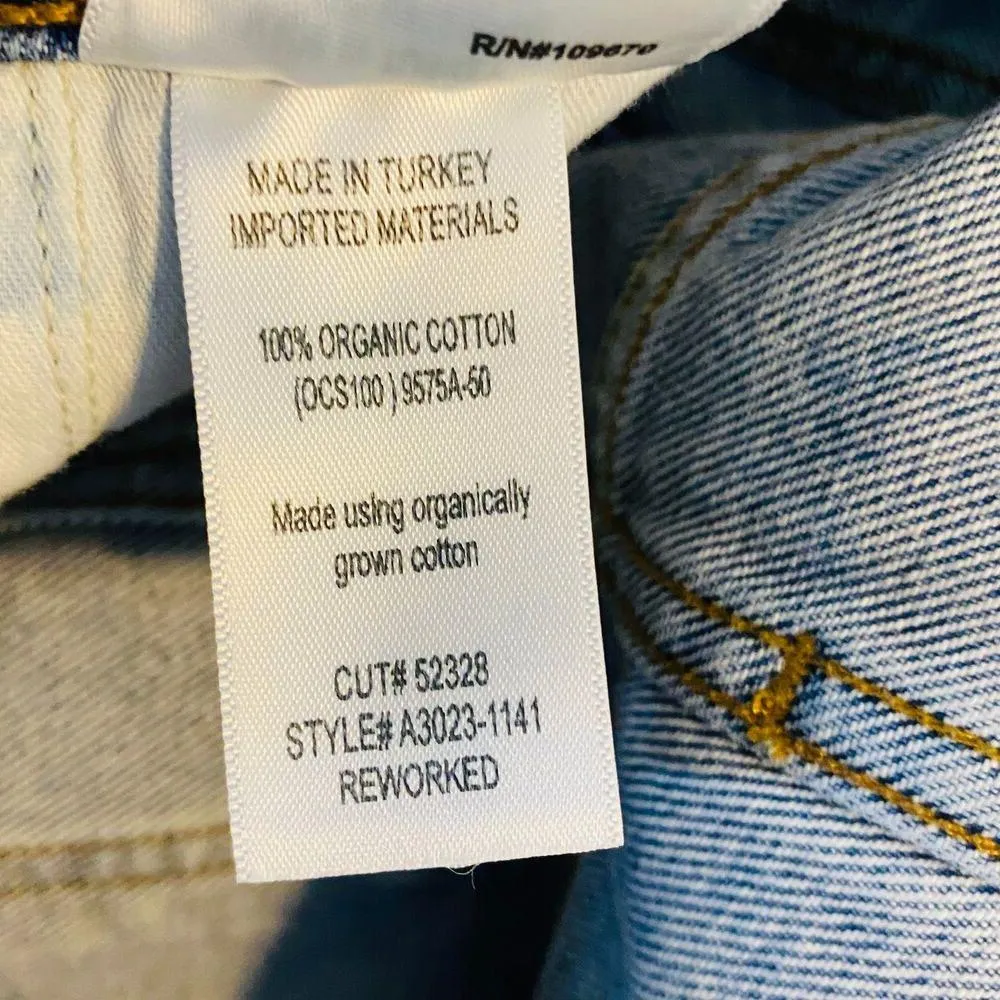 R/N#109670
MADE IN TURKEY
IMPORTED MATERIALS
100% ORGANIC COTTON
(OCS100 ) 9575A-50
Made using organically
grown cotton
CUT# 52328
STYLE# A3023-1141
REWORKED